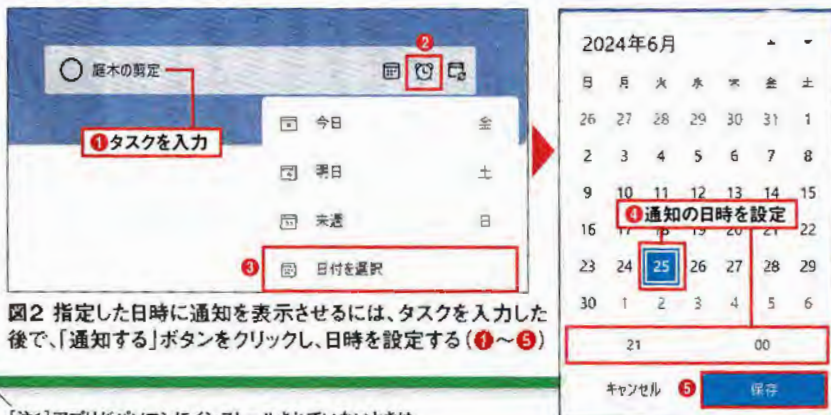 ❷
庭木の剪定
❶タスクを入力
今日 金
明日 土
来週 日
❸ 日付を選択
図2 指定した日時に通知を表示させるには、タスクを入力した
後で、「通知する」ボタンをクリックし、日時を設定する(❶~❺)
2024年6月
日 月 火 水 木 金 土
26 27 28 29 30 31 1
2 3 4 5 6 7 8
9 10 11 12 13 14 15
❹通知の日時を設定
16 17 18 19 20 21 22
23 24 25 26 27 28 29
30 1 2 3 4 5 6
21 00
キャンセル ❺ 保存